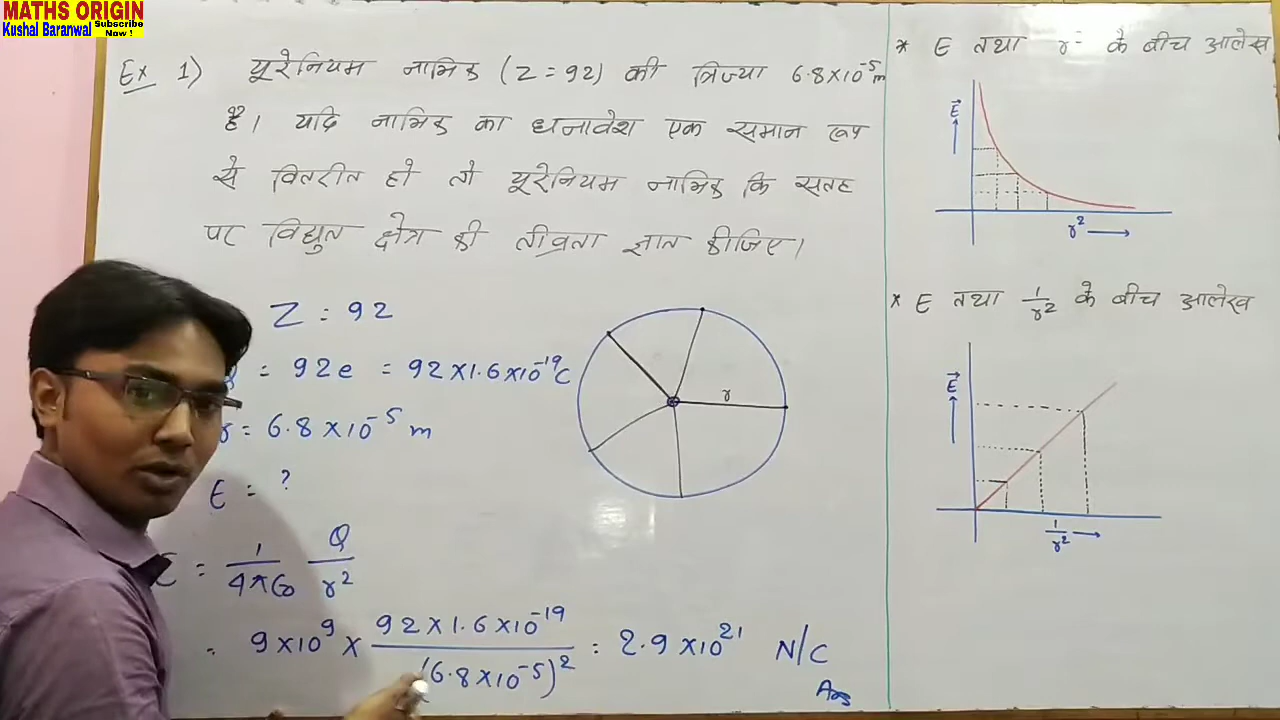 MATHS ORIGIN
Kushal Baranwal
Subscribe
Now !
Ex 1) यूरेनियम नाभिक (Z = 92) की त्रिज्या 6.8×10⁻⁵m
है। यदि नाभिक का धनावेश एक समान रूप
से वितरीत हो तो यूरेनियम नाभिक कि सतह
पर विद्युत क्षेत्र की तीव्रता ज्ञात कीजिए।
Z = 92
= 92e = 92×1.6×10⁻¹⁹C
r = 6.8×10⁻⁵ m
E = ?
E = 1/4πε₀ Q/r²
= 9×10⁹ × 92×1.6×10⁻¹⁹/(6.8×10⁻⁵)² = 2.9×10²¹ N/C
Ans
r
* E तथा r² के बीच आलेख
E⃗
r² →
* E तथा 1/r² के बीच आलेख
E⃗
1/r² →